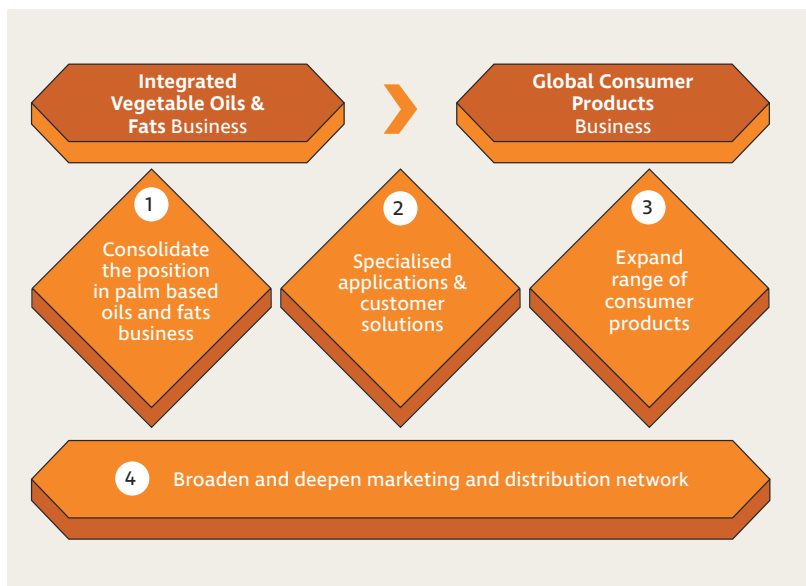 Integrated
Vegetable Oils &
Fats Business
Global Consumer
Products
Business
1
Consolidate
the position
in palm based
oils and fats
business
2
Specialised
applications &
customer
solutions
3
Expand
range of
consumer
products
4 Broaden and deepen marketing and distribution network